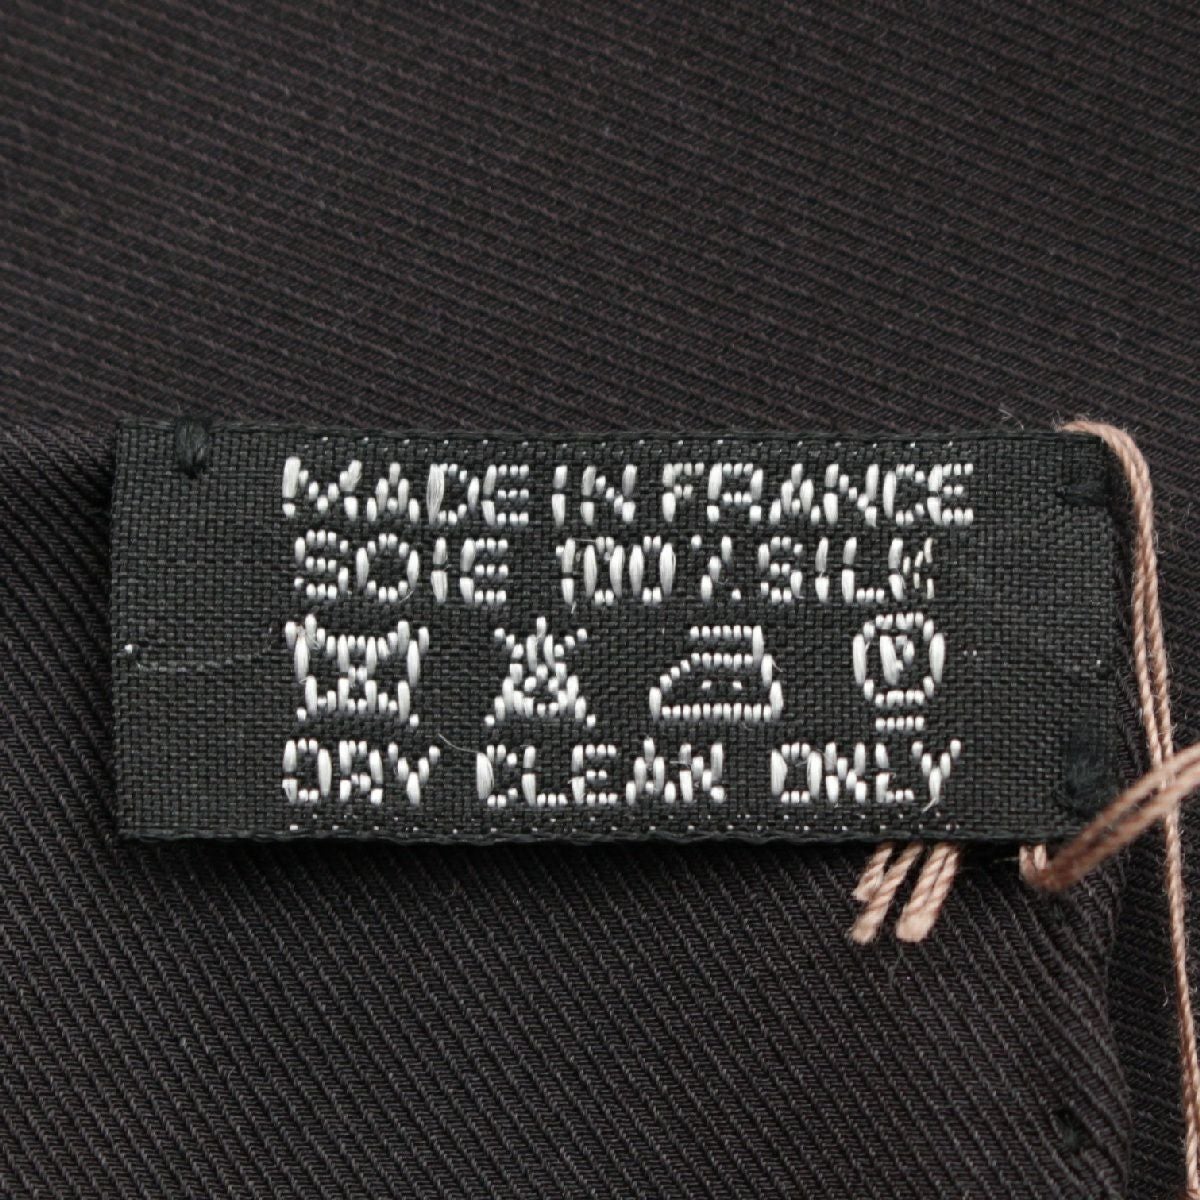 MADE IN FRANCE
SOIE 100% SILK
P
DRY CLEAN ONLY